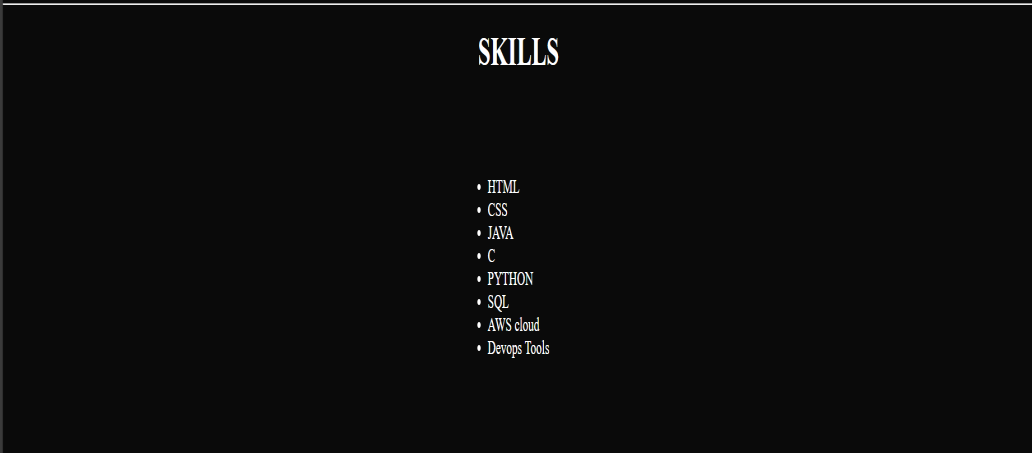 SKILLS
• HTML
• CSS
• JAVA
• C
• PYTHON
• SQL
• AWS cloud
• Devops Tools